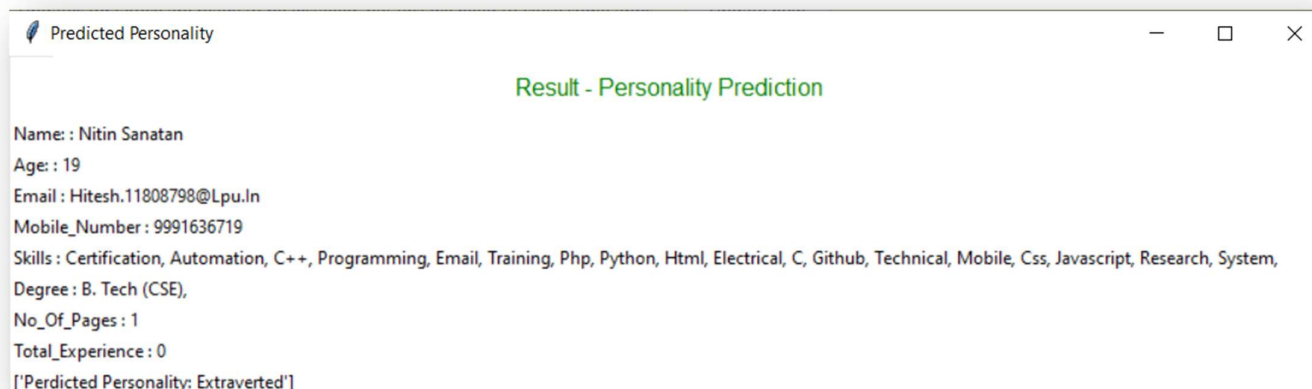 Predicted Personality
Result - Personality Prediction
Name: : Nitin Sanatan
Age: : 19
Email : Hitesh.11808798@Lpu.In
Mobile_Number : 9991636719
Skills : Certification, Automation, C++, Programming, Email, Training, Php, Python, Html, Electrical, C, Github, Technical, Mobile, Css, Javascript, Research, System,
Degree : B. Tech (CSE),
No_Of_Pages : 1
Total_Experience : 0
['Perdicted Personality: Extraverted']